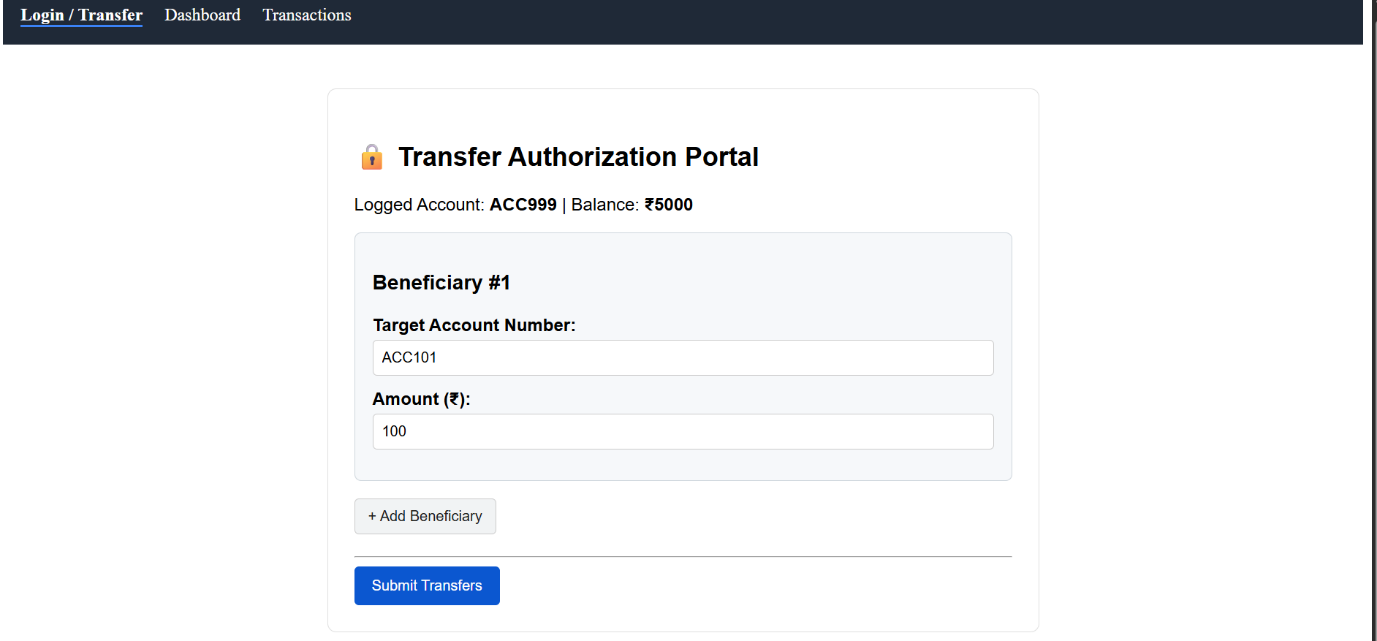 Login / Transfer Dashboard Transactions
Transfer Authorization Portal
Logged Account: ACC999 | Balance: ₹5000
Beneficiary #1
Target Account Number:
ACC101
Amount (₹):
100
+ Add Beneficiary
Submit Transfers